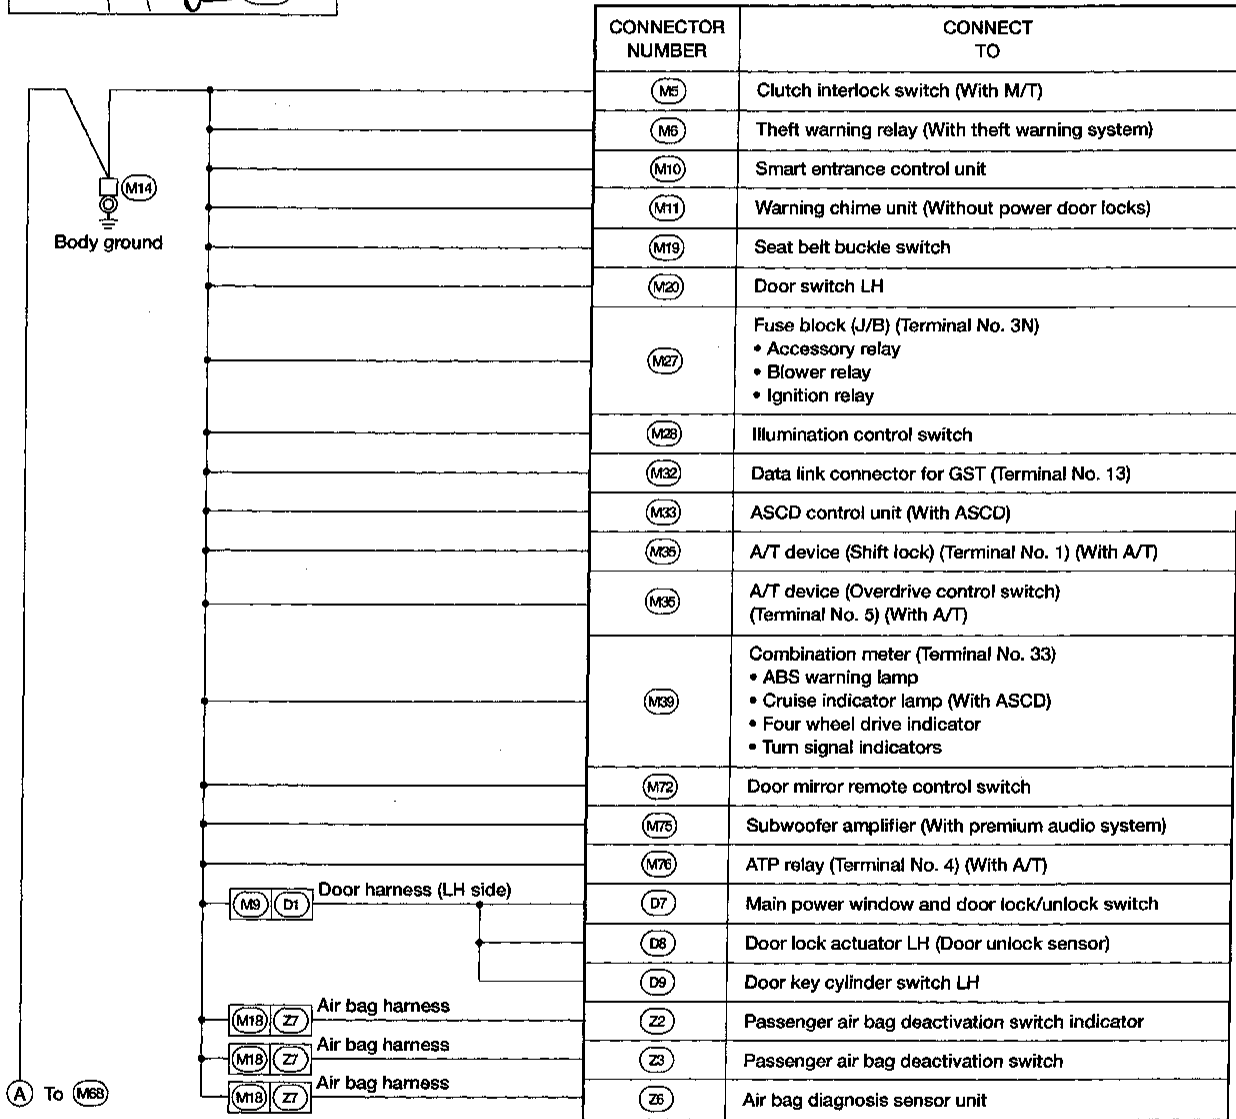 CONNECTOR NUMBER CONNECT TO
M5 Clutch interlock switch (With M/T)
M6 Theft warning relay (With theft warning system)
M14
M10 Smart entrance control unit
M11 Warning chime unit (Without power door locks)
Body ground
M19 Seat belt buckle switch
M20 Door switch LH
M27 Fuse block (J/B) (Terminal No. 3N)
• Accessory relay
• Blower relay
• Ignition relay
M28 Illumination control switch
M32 Data link connector for GST (Terminal No. 13)
M33 ASCD control unit (With ASCD)
M35 A/T device (Shift lock) (Terminal No. 1) (With A/T)
M35 A/T device (Overdrive control switch)
(Terminal No. 5) (With A/T)
M39 Combination meter (Terminal No. 33)
• ABS warning lamp
• Cruise indicator lamp (With ASCD)
• Four wheel drive indicator
• Turn signal indicators
M72 Door mirror remote control switch
M75 Subwoofer amplifier (With premium audio system)
M76 ATP relay (Terminal No. 4) (With A/T)
M9 D1 Door harness (LH side) D7 Main power window and door lock/unlock switch
D8 Door lock actuator LH (Door unlock sensor)
D9 Door key cylinder switch LH
M18 Z7 Air bag harness Z2 Passenger air bag deactivation switch indicator
M18 Z7 Air bag harness Z3 Passenger air bag deactivation switch
M18 Z7 Air bag harness Z6 Air bag diagnosis sensor unit
A To M68